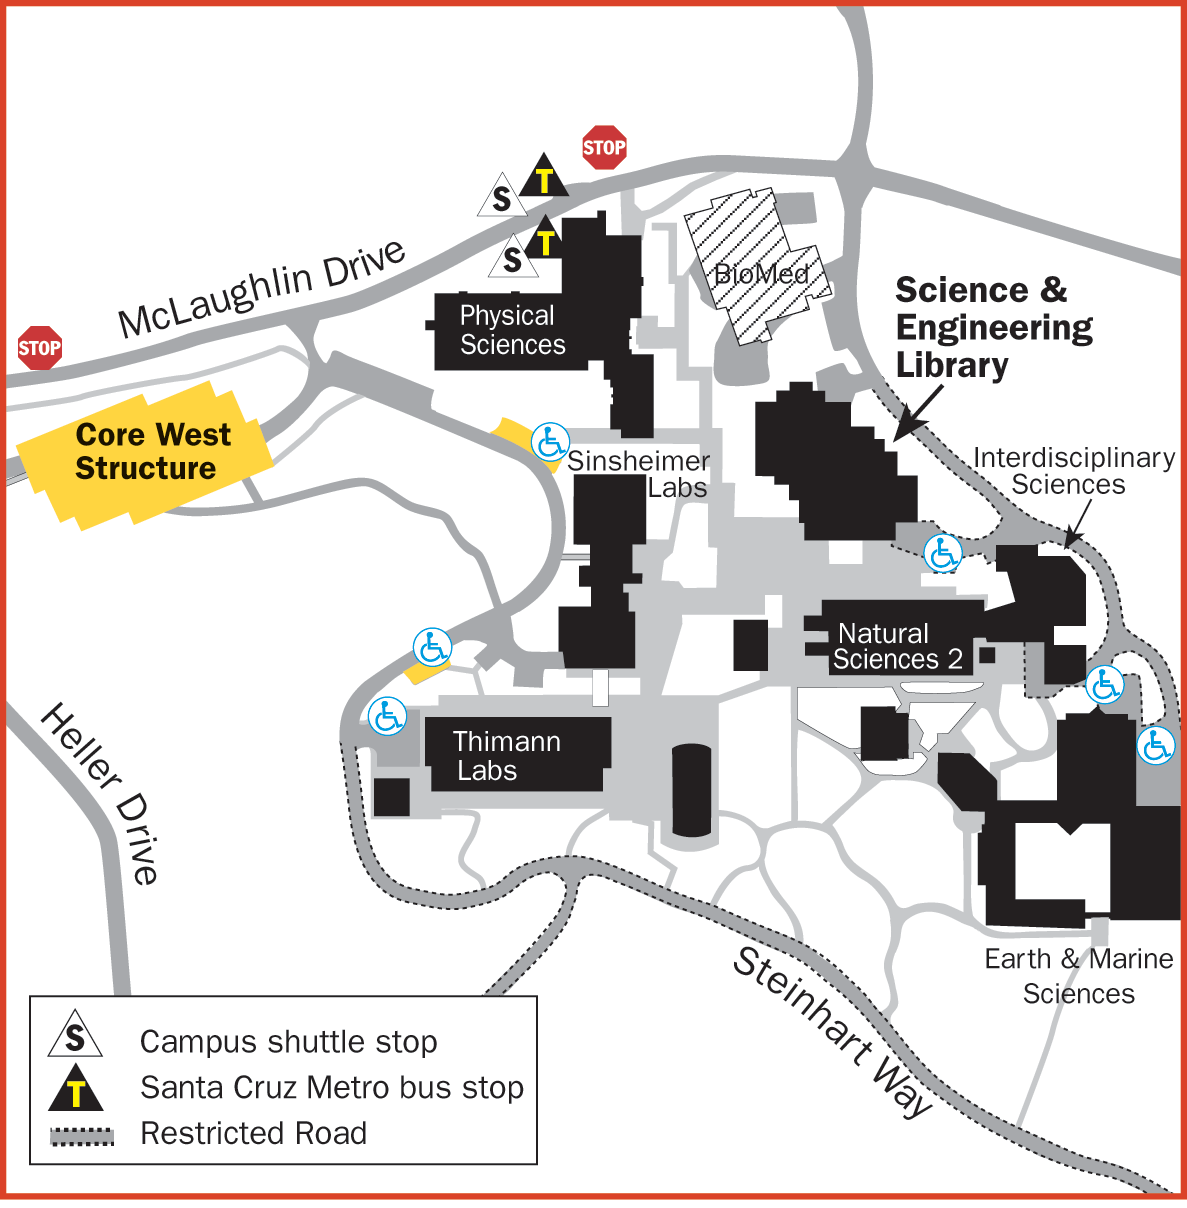 STOP
T
S
T
S
McLaughlin Drive
BioMed
Science &
Engineering
Library
Physical
Sciences
STOP
Core West
Structure
Sinsheimer
Labs
Interdisciplinary
Sciences
Natural
Sciences 2
Thimann
Labs
Heller Drive
Steinhart Way
Earth & Marine
Sciences
S Campus shuttle stop
T Santa Cruz Metro bus stop
Restricted Road